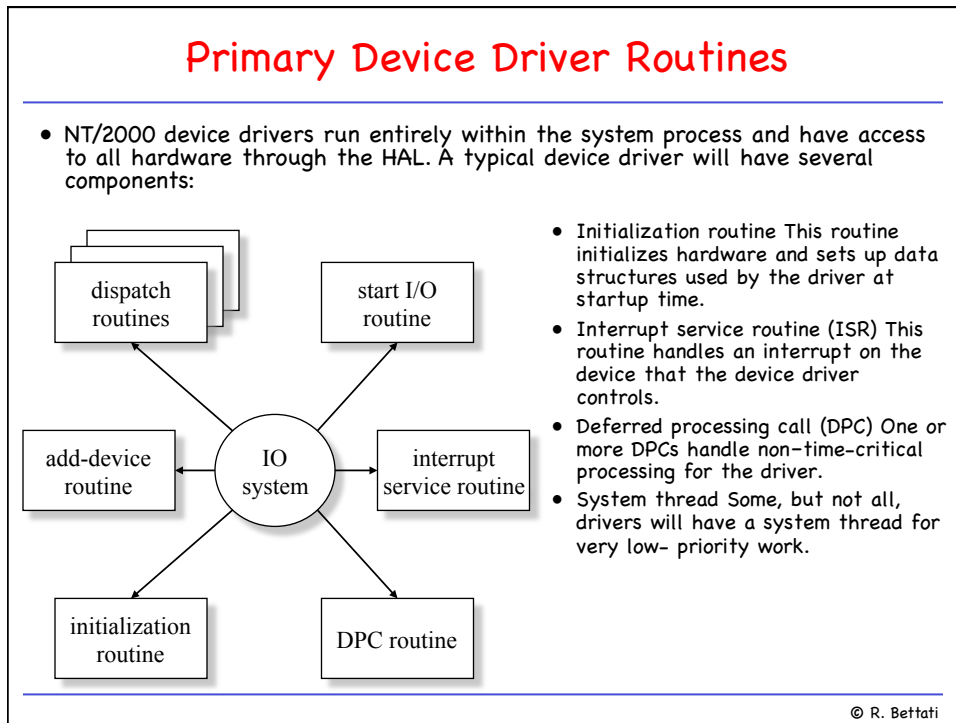 Primary Device Driver Routines
• NT/2000 device drivers run entirely within the system process and have access
to all hardware through the HAL. A typical device driver will have several
components:
dispatch
routines
start I/O
routine
add-device
routine
IO
system
interrupt
service routine
initialization
routine
DPC routine
• Initialization routine This routine
initializes hardware and sets up data
structures used by the driver at
startup time.
• Interrupt service routine (ISR) This
routine handles an interrupt on the
device that the device driver
controls.
• Deferred processing call (DPC) One or
more DPCs handle non-time-critical
processing for the driver.
• System thread Some, but not all,
drivers will have a system thread for
very low- priority work.
© R. Bettati